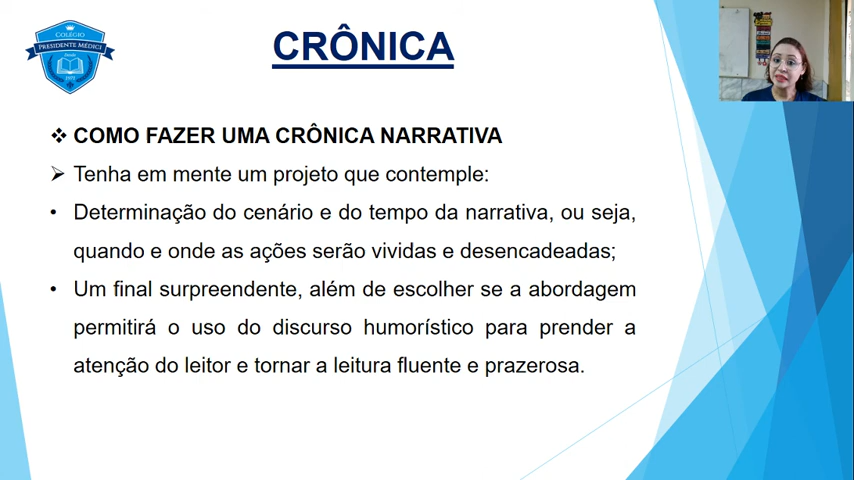 COLÉGIO
PRESIDENTE MÉDICI
CRÔNICA
❖ COMO FAZER UMA CRÔNICA NARRATIVA
➢ Tenha em mente um projeto que contemple:
• Determinação do cenário e do tempo da narrativa, ou seja,
quando e onde as ações serão vividas e desencadeadas;
• Um final surpreendente, além de escolher se a abordagem
permitirá o uso do discurso humorístico para prender a
atenção do leitor e tornar a leitura fluente e prazerosa.